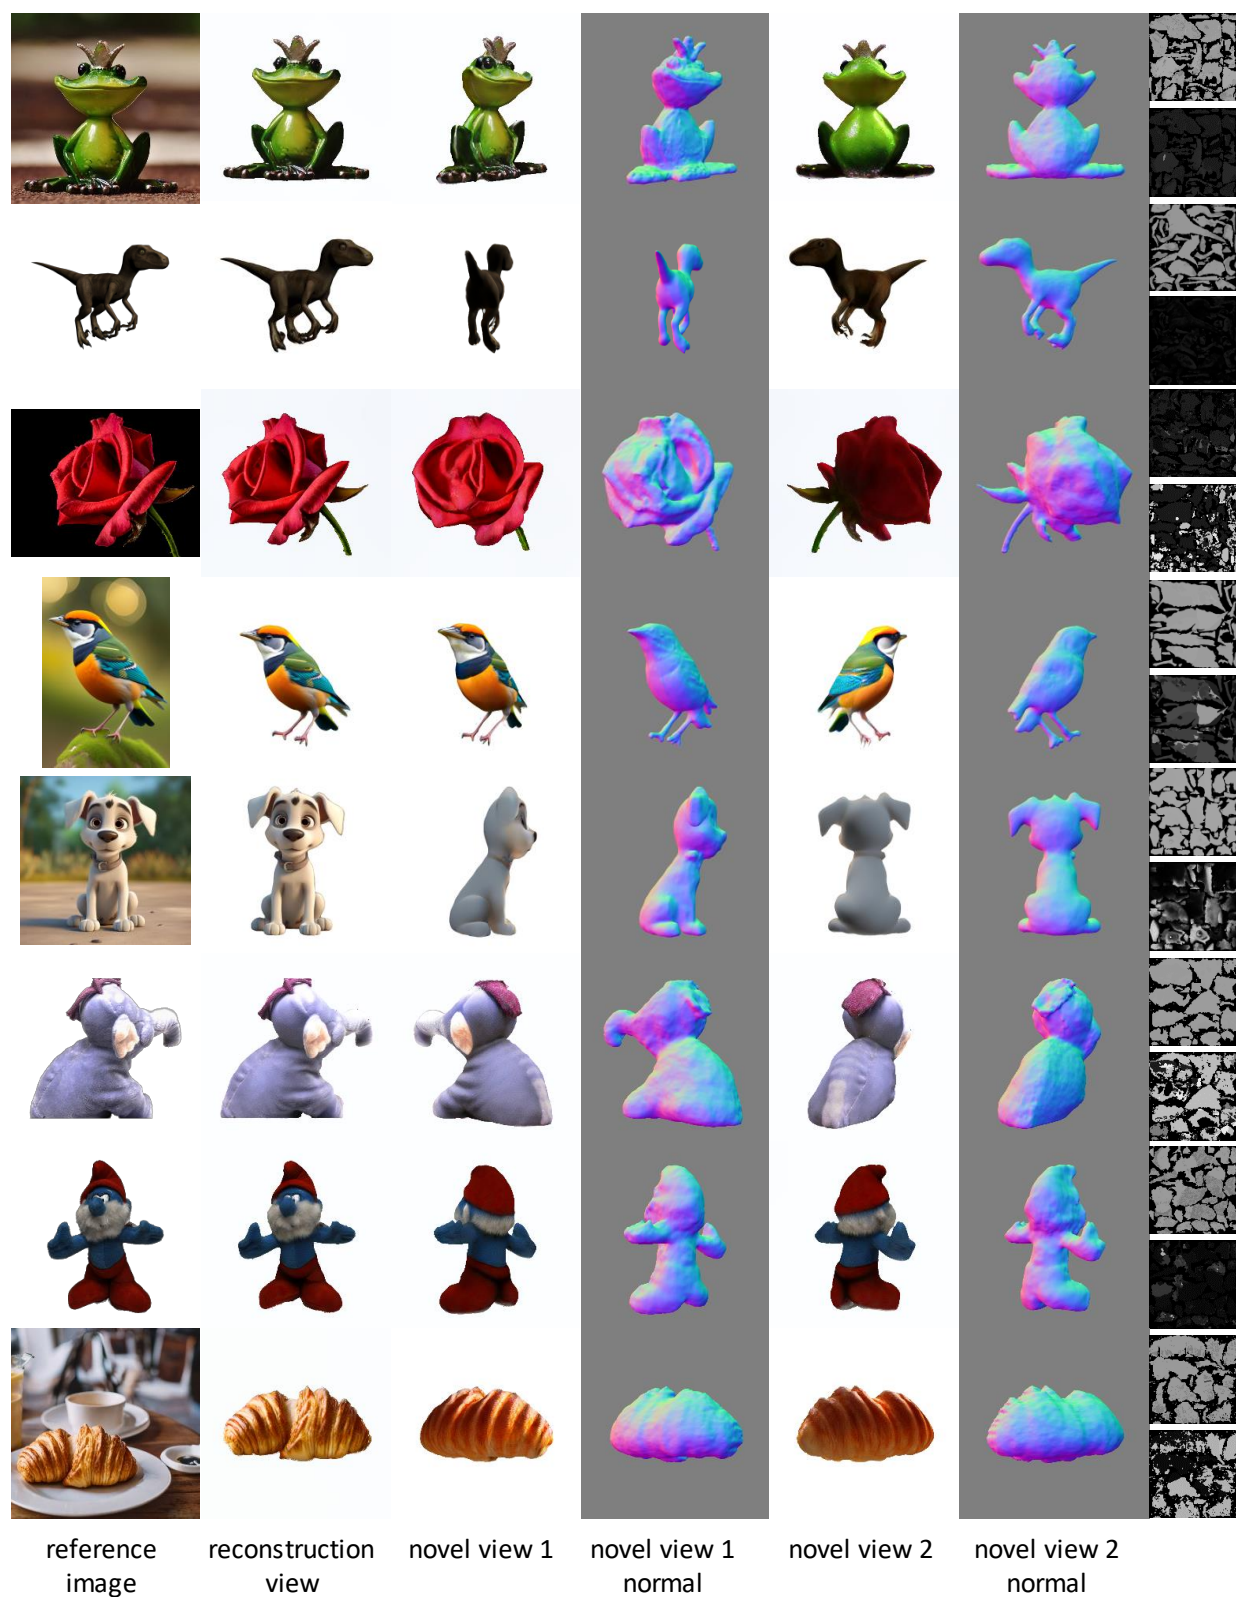 reference
image
reconstruction
view
novel view 1
novel view 1
normal
novel view 2
novel view 2
normal